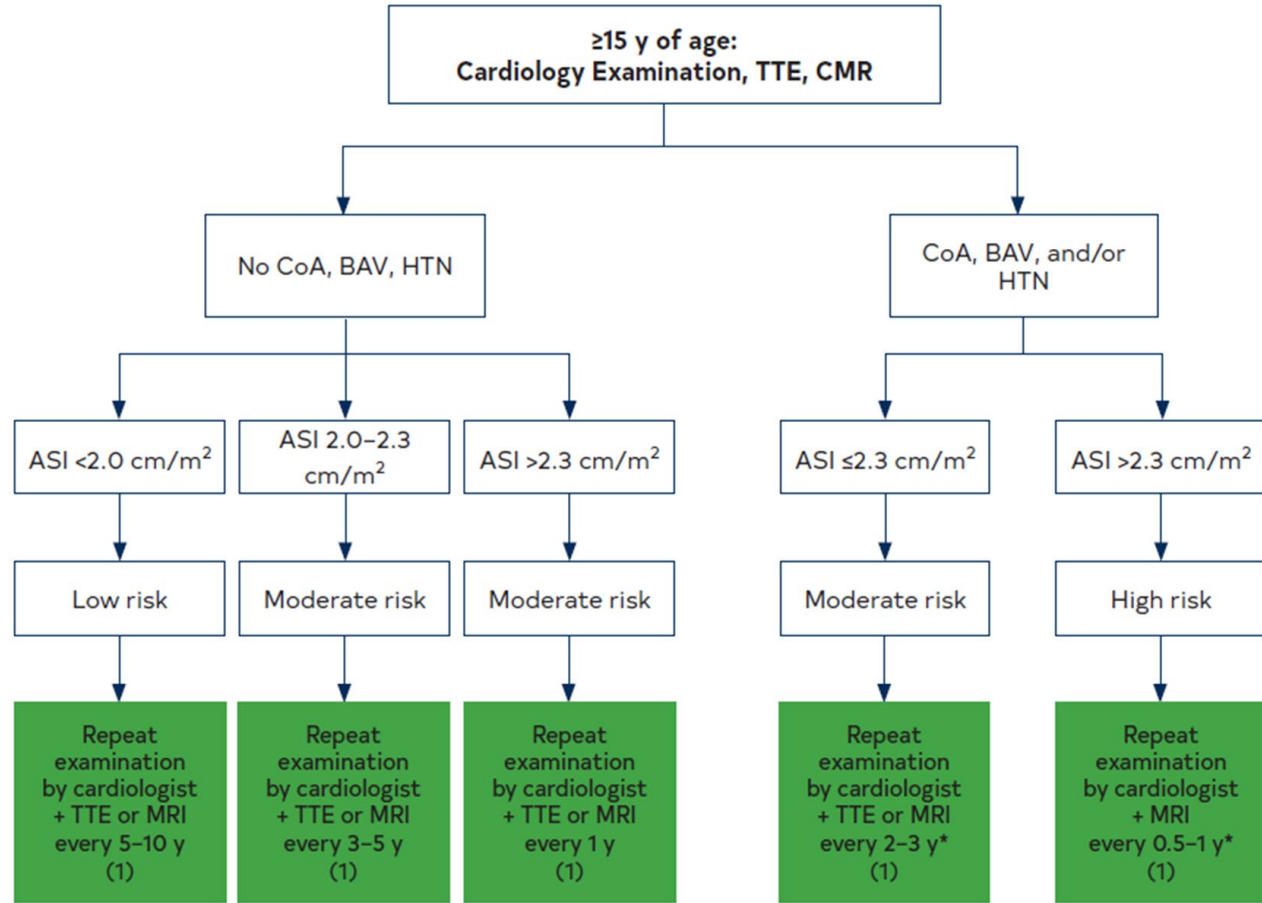 ≥15 y of age:
Cardiology Examination, TTE, CMR
No CoA, BAV, HTN
CoA, BAV, and/or
HTN
ASI <2.0 cm/m²
ASI 2.0–2.3
cm/m²
ASI >2.3 cm/m²
ASI ≤2.3 cm/m²
ASI >2.3 cm/m²
Low risk
Moderate risk
Moderate risk
Moderate risk
High risk
Repeat
examination
by cardiologist
+ TTE or MRI
every 5–10 y
(1)
Repeat
examination
by cardiologist
+ TTE or MRI
every 3–5 y
(1)
Repeat
examination
by cardiologist
+ TTE or MRI
every 1 y
(1)
Repeat
examination
by cardiologist
+ TTE or MRI
every 2–3 y*
(1)
Repeat
examination
by cardiologist
+ MRI
every 0.5–1 y*
(1)